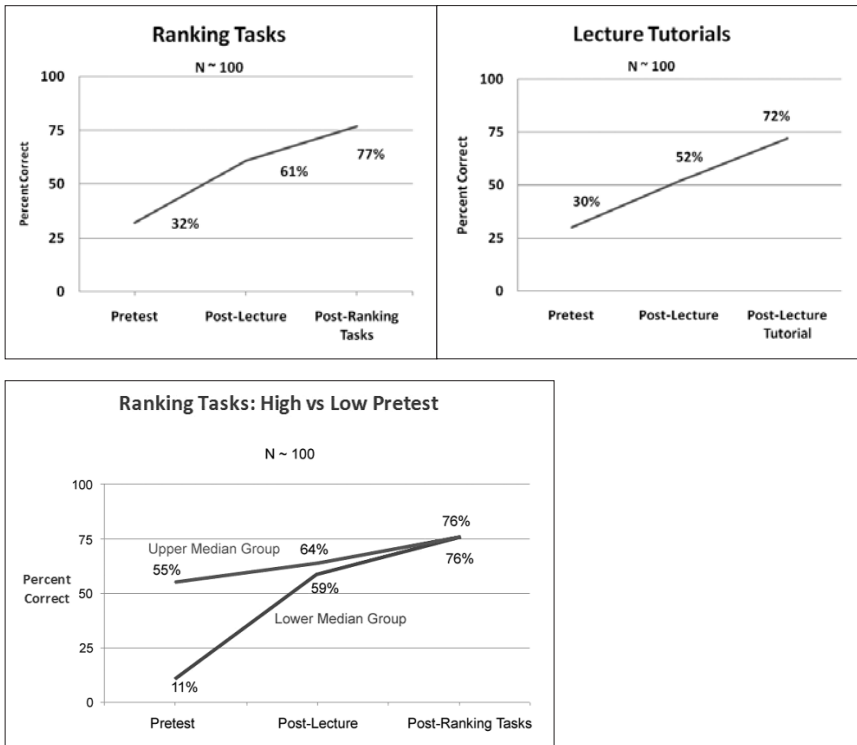 Ranking Tasks
N ~ 100
100
75
50
25
0
Percent Correct
32%
61%
77%
Pretest
Post-Lecture
Post-Ranking
Tasks
Lecture Tutorials
N ~ 100
100
75
50
25
0
Percent Correct
30%
52%
72%
Pretest
Post-Lecture
Post-Lecture
Tutorial
Ranking Tasks: High vs Low Pretest
N ~ 100
100
75
50
25
0
Percent
Correct
Upper Median Group
55%
64%
76%
76%
59%
Lower Median Group
11%
Pretest
Post-Lecture
Post-Ranking Tasks